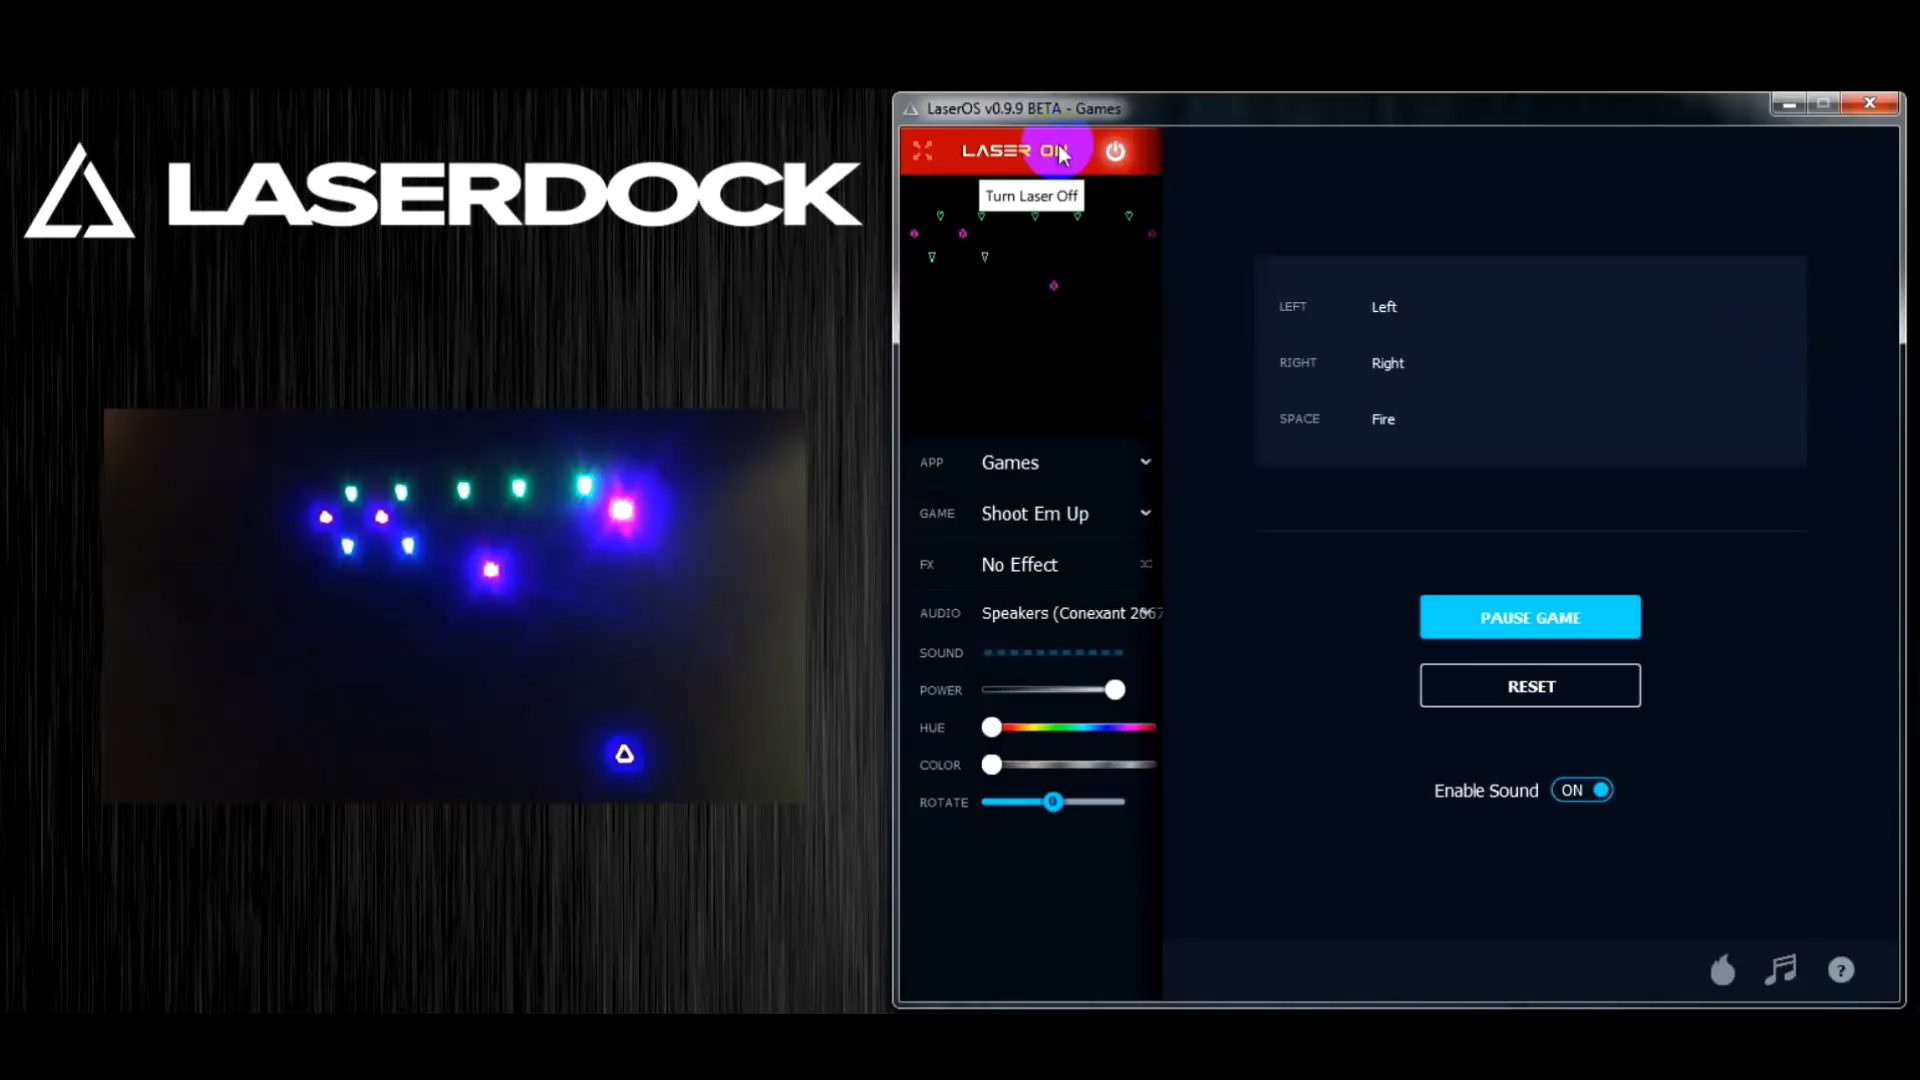 LASERDOCK
LaserOS v0.9.9 BETA - Games
LASER ON
Turn Laser Off
LEFT Left
RIGHT Right
SPACE Fire
APP Games
GAME Shoot Em Up
FX No Effect
AUDIO Speakers (Conexant 2067
SOUND
POWER
HUE
COLOR
ROTATE 0
PAUSE GAME
RESET
Enable Sound ON
?